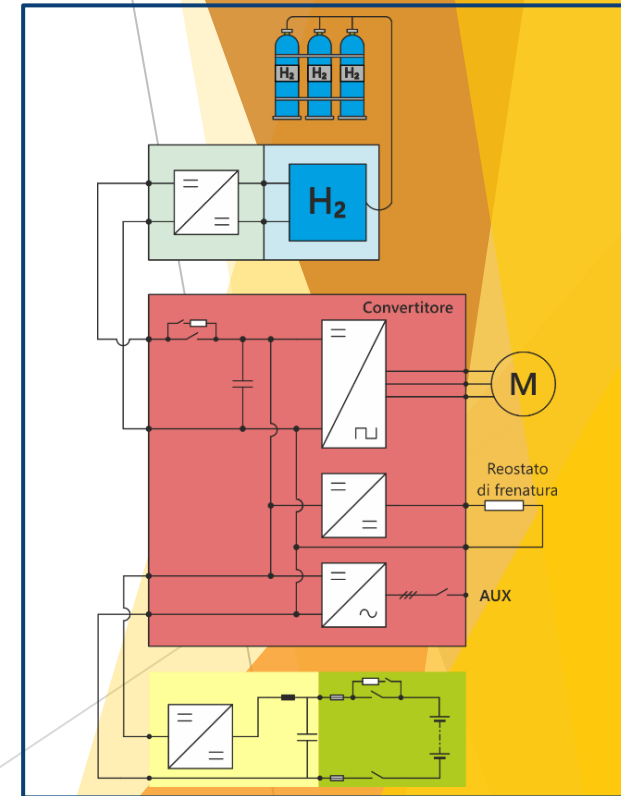 H₂ H₂ H₂
H₂
Convertitore
M
Reostato
di frenatura
AUX